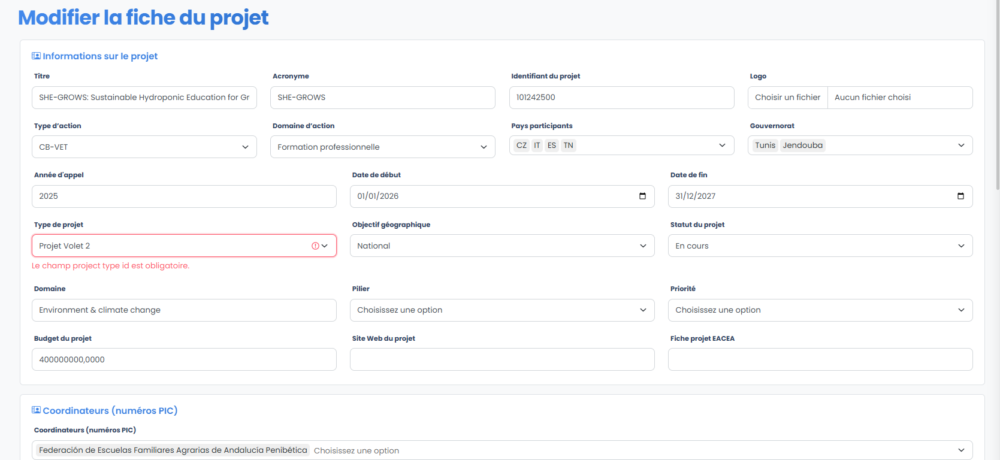 Modifier la fiche du projet
Informations sur le projet
Titre
Acronyme
Identifiant du projet
Logo
SHE-GROWS: Sustainable Hydroponic Education for Gr
SHE-GROWS
101242500
Choisir un fichier
Aucun fichier choisi
Type d’action
Domaine d’action
Pays participants
Gouvernorat
CB-VET
Formation professionnelle
CZ IT ES TN
Tunis Jendouba
Année d'appel
Date de début
Date de fin
2025
01/01/2026
31/12/2027
Type de projet
Objectif géographique
Statut du projet
Projet Volet 2
National
En cours
Le champ project type id est obligatoire.
Domaine
Pilier
Priorité
Environment & climate change
Choisissez une option
Choisissez une option
Budget du projet
Site Web du projet
Fiche projet EACEA
400000000,0000
Coordinateurs (numéros PIC)
Coordinateurs (numéros PIC)
Federación de Escuelas Familiares Agrarias de Andalucía Penibética Choisissez une option